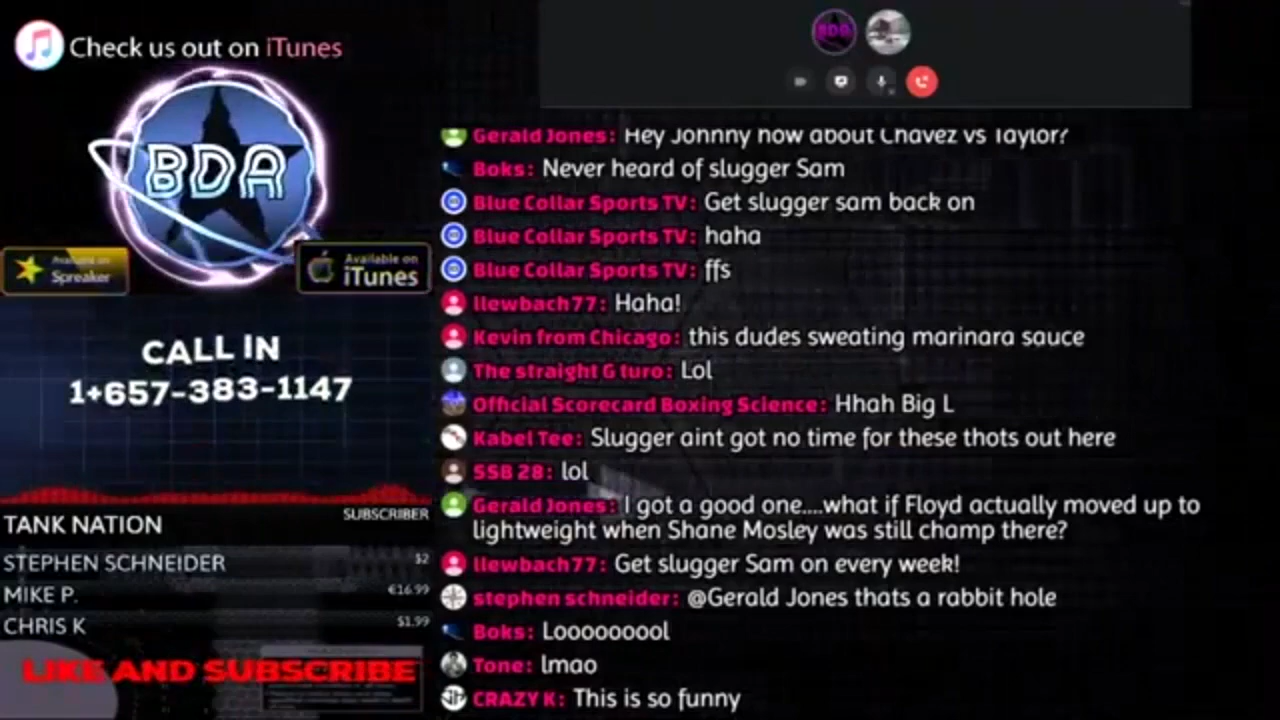 Check us out on iTunes
BDA
BDA
Available on
Spreaker
Available on
iTunes
CALL IN
1+657-383-1147
TANK NATION
SUBSCRIBER
STEPHEN SCHNEIDER
$2
MIKE P.
€16.99
CHRIS K
$1.99
LIKE AND SUBSCRIBE
Gerald Jones: Hey Johnny how about Chavez vs Taylor?
Boks: Never heard of slugger Sam
Blue Collar Sports TV: Get slugger sam back on
Blue Collar Sports TV: haha
Blue Collar Sports TV: ffs
llewbach77: Haha!
Kevin from Chicago: this dudes sweating marinara sauce
The straight G turo: Lol
Official Scorecard Boxing Science: Hhah Big L
Kabel Tee: Slugger aint got no time for these thots out here
SSB 28: lol
Gerald Jones: I got a good one....what if Floyd actually moved up to
lightweight when Shane Mosley was still champ there?
llewbach77: Get slugger Sam on every week!
stephen schneider: @Gerald Jones thats a rabbit hole
Boks: Looooooool
Tone: lmao
CRAZY K: This is so funny